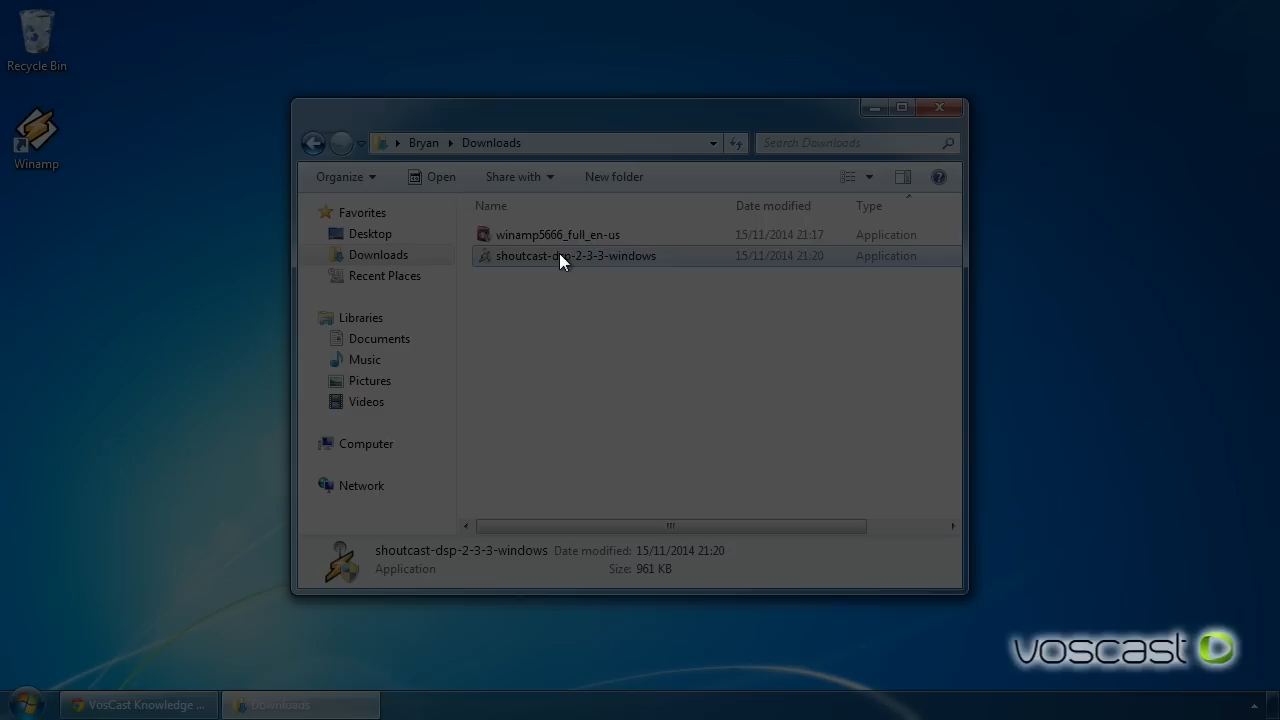 Recycle Bin
Winamp
Bryan Downloads
Search Downloads
Organize Open Share with New folder
Name Date modified Type
Favorites
Desktop
Downloads
Recent Places
Libraries
Documents
Music
Pictures
Videos
Computer
Network
winamp5666_full_en-us 15/11/2014 21:17 Application
shoutcast-dsp-2-3-3-windows 15/11/2014 21:20 Application
shoutcast-dsp-2-3-3-windows Date modified: 15/11/2014 21:20
Application Size: 961 KB
voscast
VosCast Knowledge ... Downloads